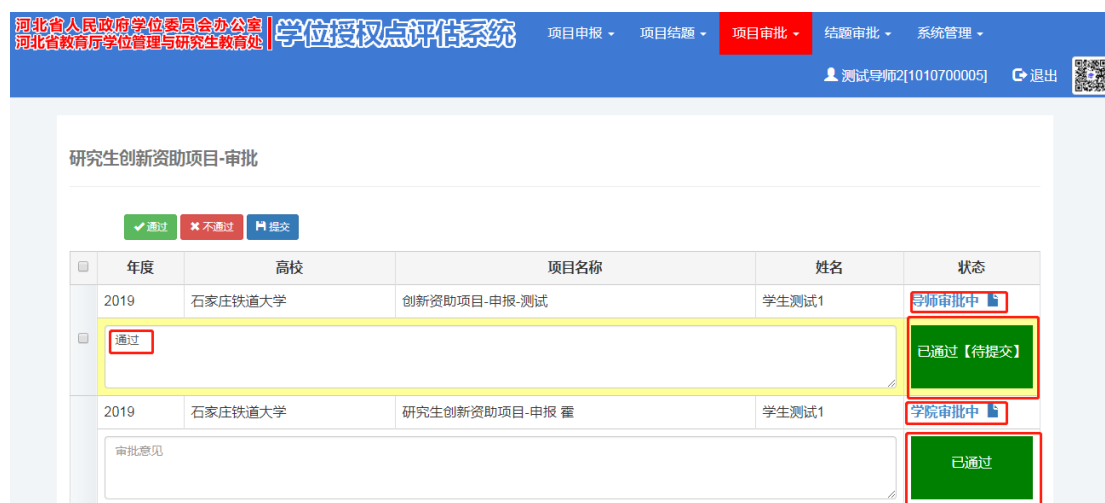 河北省人民政府学位委员会办公室
河北省教育厅学位管理与研究生教育处
学位授权点评估系统
项目申报 项目结题 项目审批 结题审批 系统管理
测试导师2[1010700005] 退出
研究生创新资助项目-审批
通过 不通过 提交
年度 高校 项目名称 姓名 状态
2019 石家庄铁道大学 创新资助项目-申报-测试 学生测试1 导师审批中
通过 已通过【待提交】
2019 石家庄铁道大学 研究生创新资助项目-申报 霍 学生测试1 学院审批中
审批意见 已通过